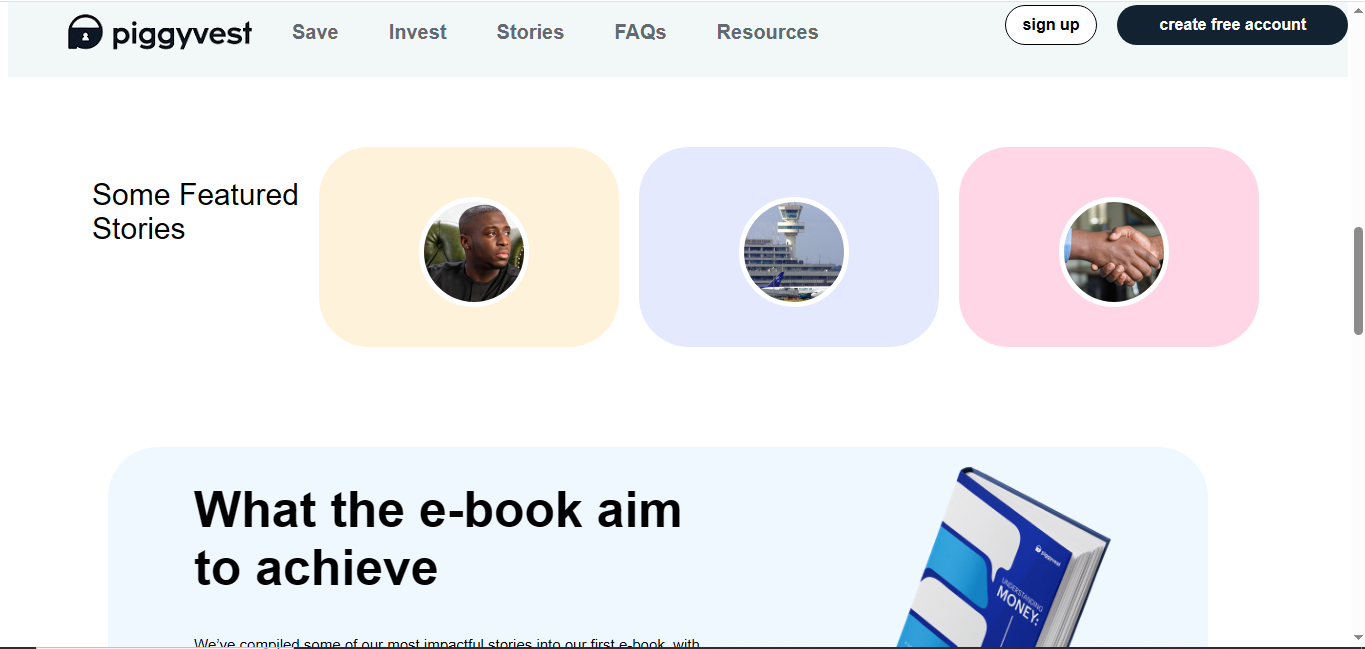 piggyvest Save Invest Stories FAQs Resources sign up create free account
Some Featured
Stories
What the e-book aim
to achieve
We've compiled some of our most impactful stories into our first e-book, with
piggyvest
UNDERSTANDING
MONEY: